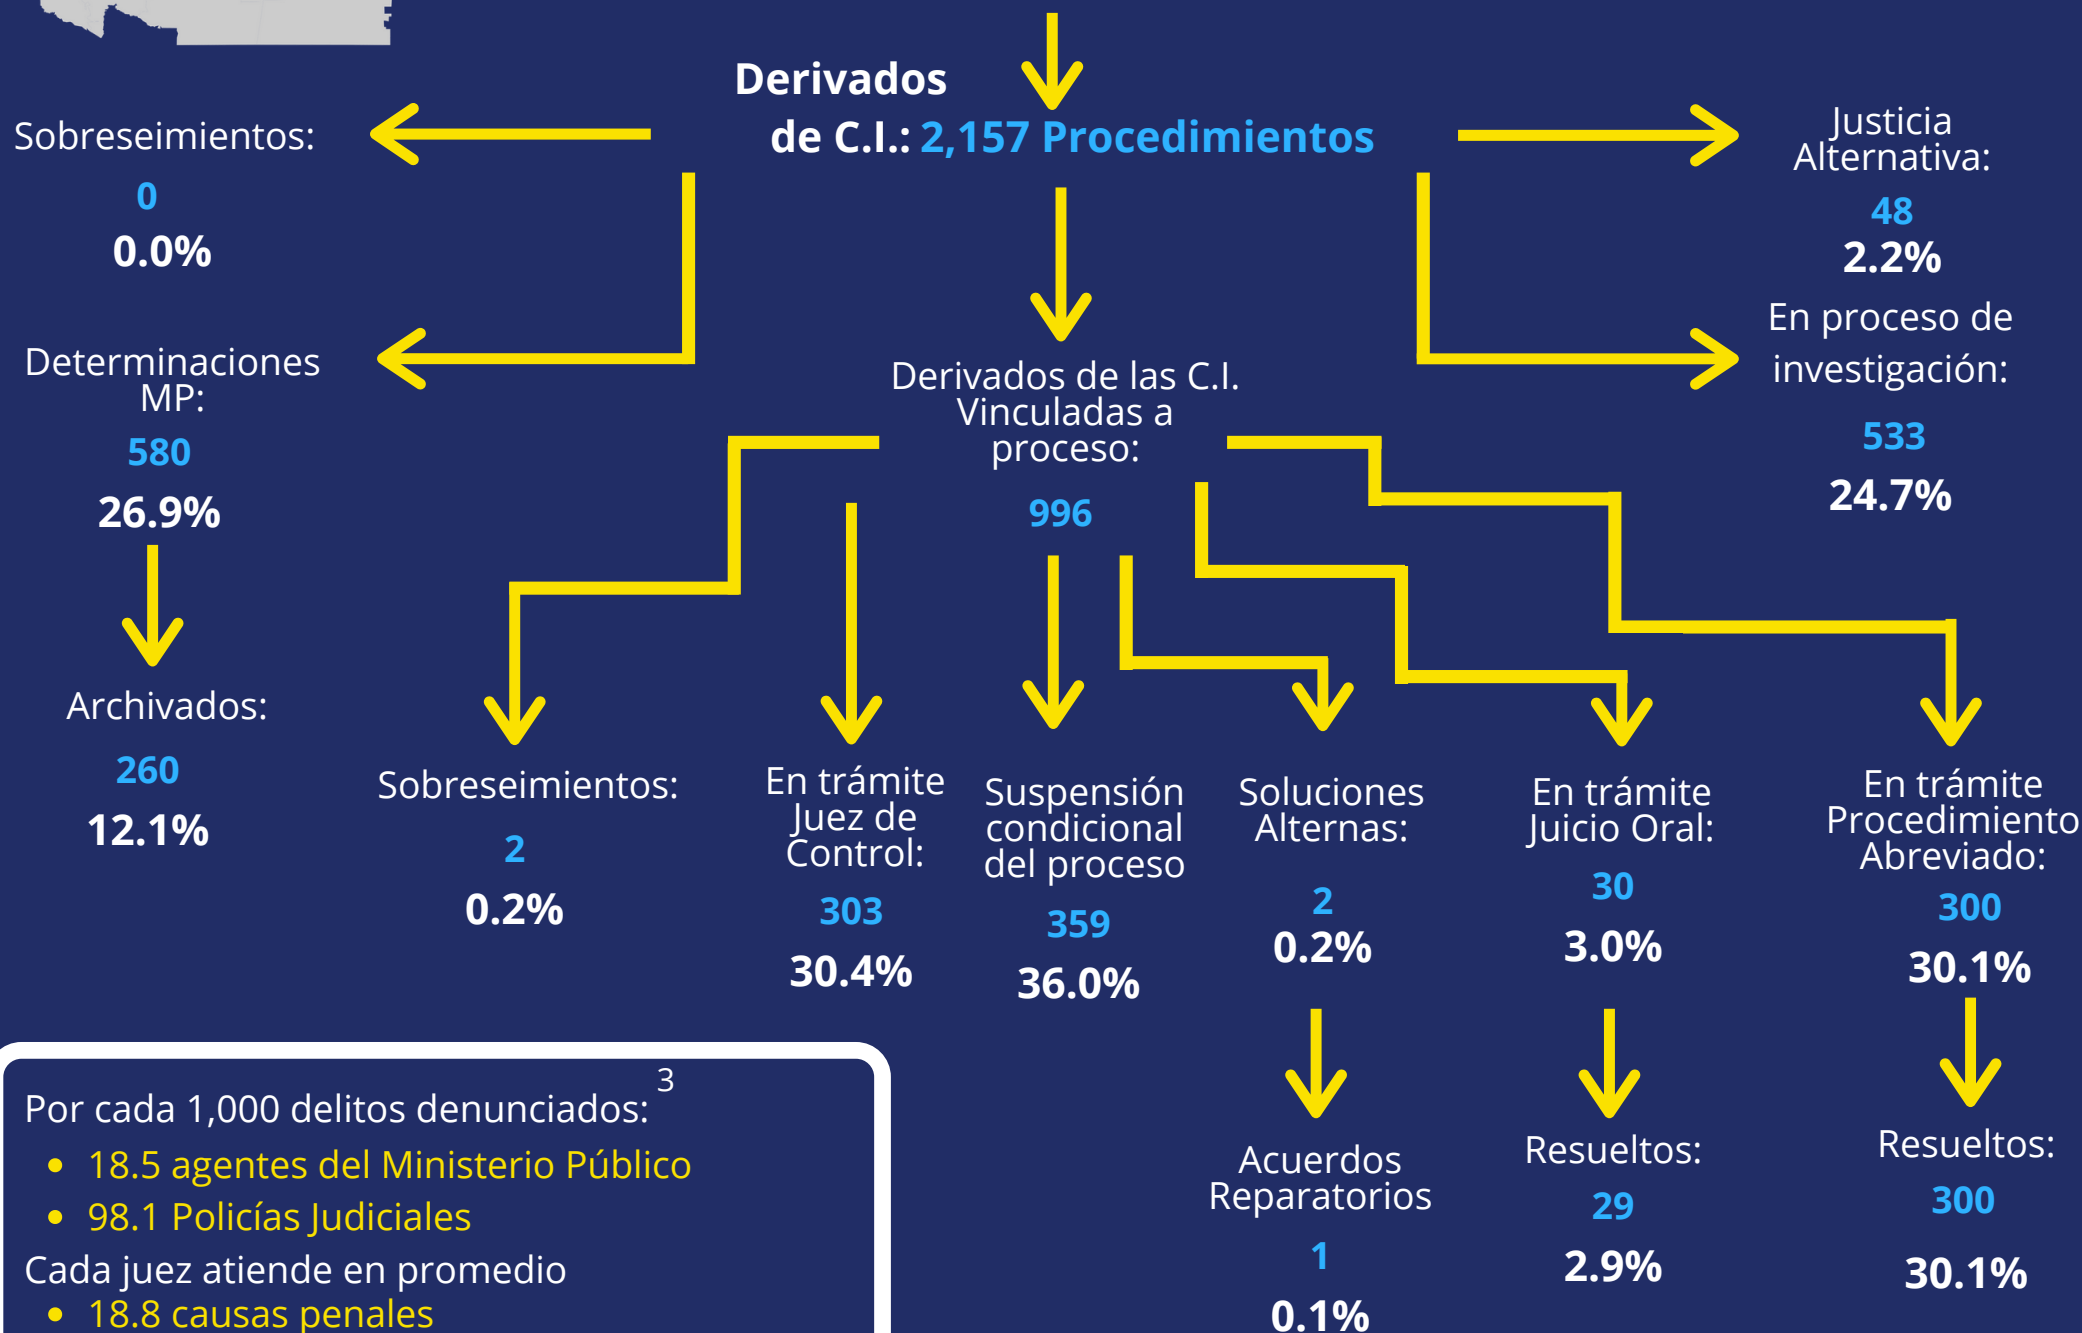 Derivados
de C.I.: 2,157 Procedimientos
Sobreseimientos:
0
0.0%
Justicia
Alternativa:
48
2.2%
Determinaciones
MP:
580
26.9%
En proceso de
investigación:
533
24.7%
Derivados de las C.I.
Vinculadas a
proceso:
996
Archivados:
260
12.1%
Sobreseimientos:
2
0.2%
En trámite
Juez de
Control:
303
30.4%
Suspensión
condicional
del proceso
359
36.0%
Soluciones
Alternas:
2
0.2%
En trámite
Juicio Oral:
30
3.0%
En trámite
Procedimiento
Abreviado:
300
30.1%
Acuerdos
Reparatorios
1
0.1%
Resueltos:
29
2.9%
Resueltos:
300
30.1%
Por cada 1,000 delitos denunciados: 3
• 18.5 agentes del Ministerio Público
• 98.1 Policías Judiciales
Cada juez atiende en promedio
• 18.8 causas penales